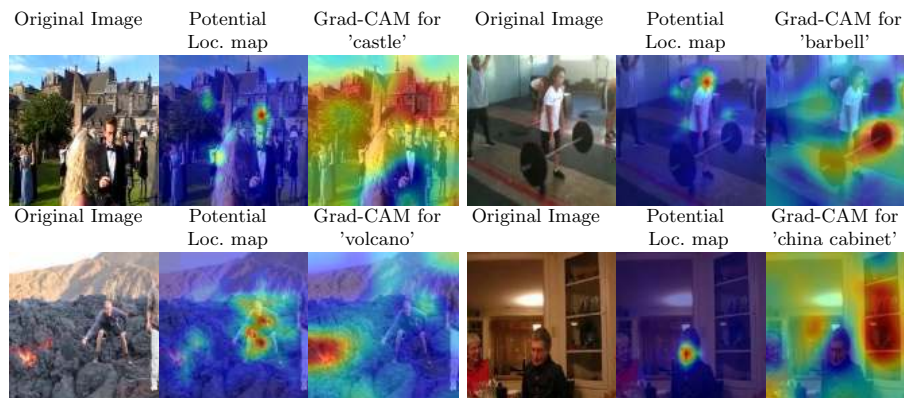 Original Image
Potential
Loc. map
Grad-CAM for
'castle'
Original Image
Potential
Loc. map
Grad-CAM for
'barbell'
Original Image
Potential
Loc. map
Grad-CAM for
'volcano'
Original Image
Potential
Loc. map
Grad-CAM for
'china cabinet'